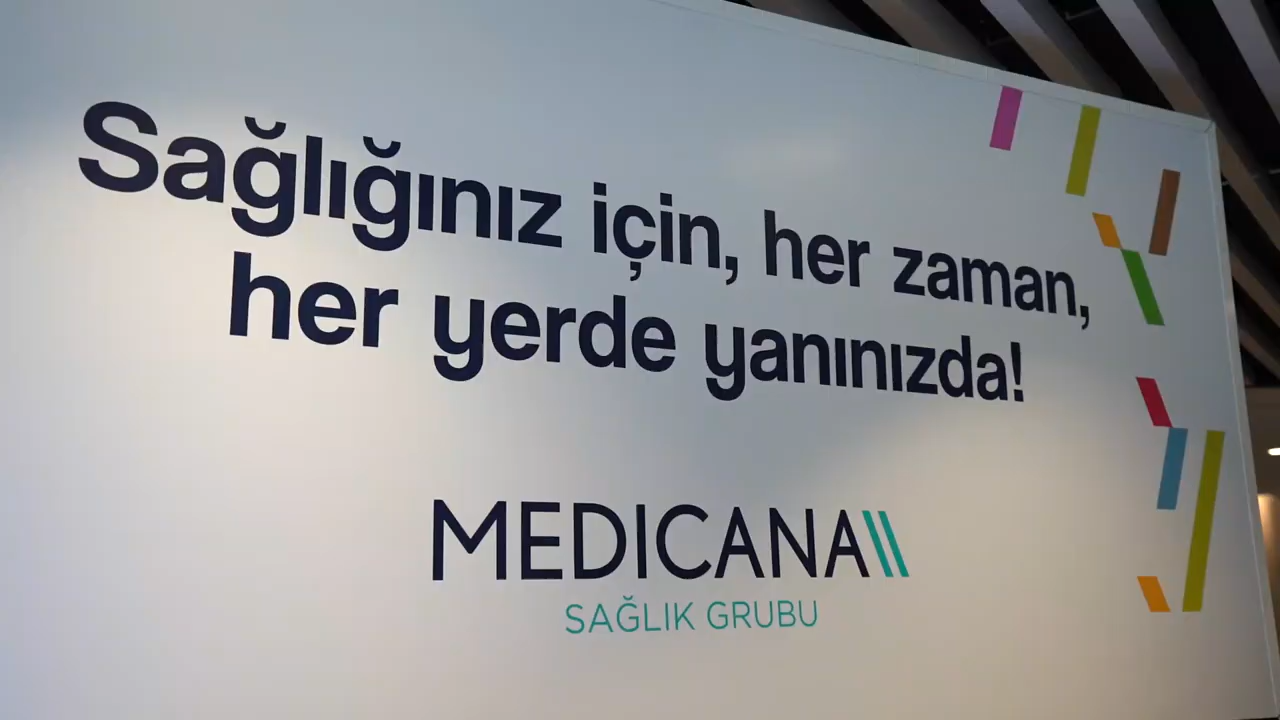 Sağlığınız için, her zaman,
her yerde yanınızda!
MEDICANA
SAĞLIK GRUBU